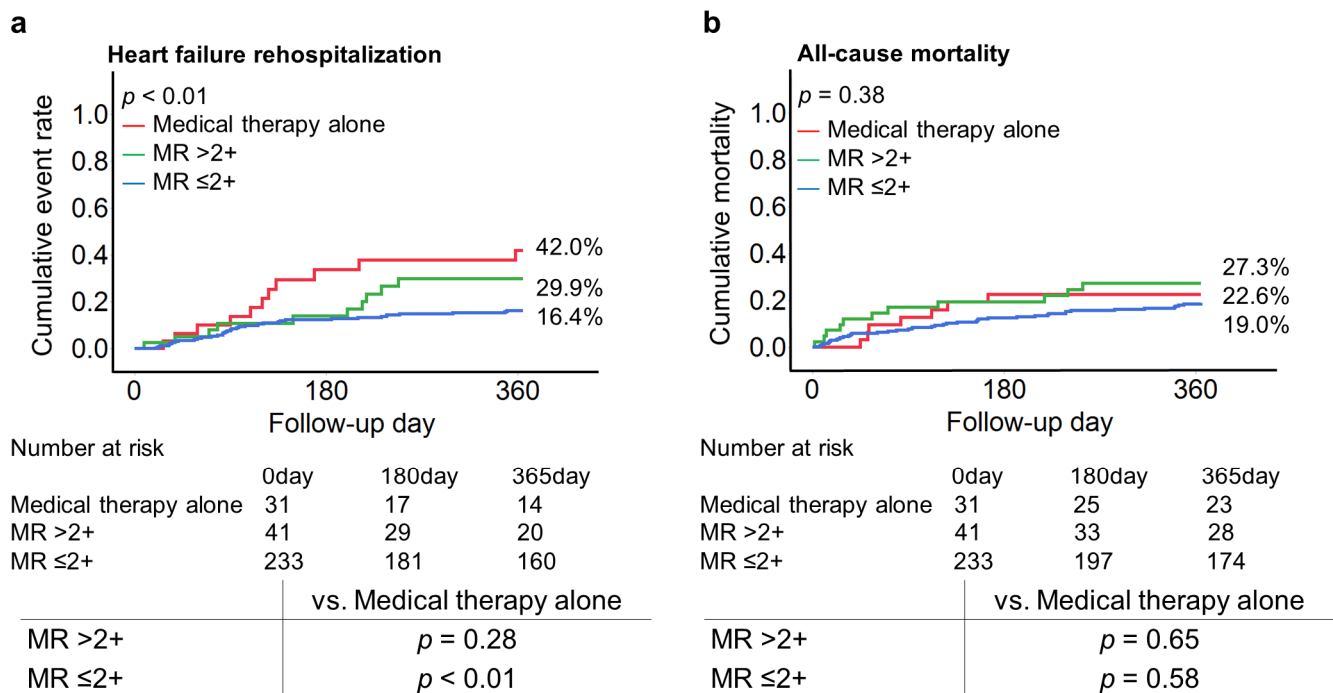 a
Heart failure rehospitalization
p < 0.01
Medical therapy alone
MR >2+
MR ≤2+
Cumulative event rate
1.0
0.8
0.6
0.4
0.2
0.0
42.0%
29.9%
16.4%
0 180 360
Follow-up day
Number at risk
0day 180day 365day
Medical therapy alone 31 17 14
MR >2+ 41 29 20
MR ≤2+ 233 181 160
vs. Medical therapy alone
MR >2+ p = 0.28
MR ≤2+ p < 0.01
b
All-cause mortality
p = 0.38
Medical therapy alone
MR >2+
MR ≤2+
Cumulative mortality
1.0
0.8
0.6
0.4
0.2
0.0
27.3%
22.6%
19.0%
0 180 360
Follow-up day
Number at risk
0day 180day 365day
Medical therapy alone 31 25 23
MR >2+ 41 33 28
MR ≤2+ 233 197 174
vs. Medical therapy alone
MR >2+ p = 0.65
MR ≤2+ p = 0.58